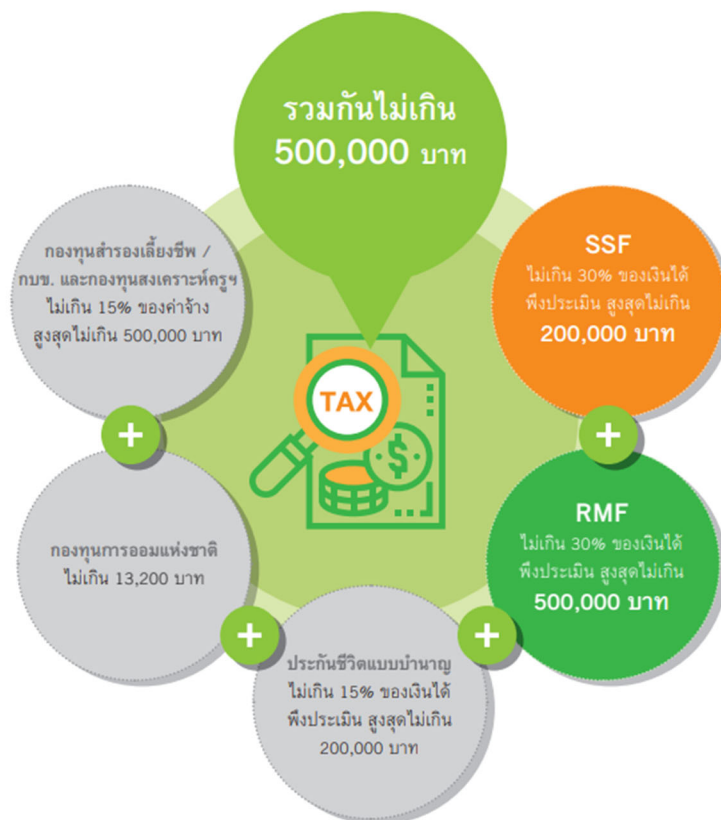 รวมกันไม่เกิน
500,000 บาท
กองทุนสำรองเลี้ยงชีพ /
กบข. และกองทุนสงเคราะห์ครูฯ
ไม่เกิน 15% ของค่าจ้าง
สูงสุดไม่เกิน 500,000 บาท
SSF
ไม่เกิน 30% ของเงินได้
พึงประเมิน สูงสุดไม่เกิน
200,000 บาท
TAX
$
+
+
กองทุนการออมแห่งชาติ
ไม่เกิน 13,200 บาท
RMF
ไม่เกิน 30% ของเงินได้
พึงประเมิน สูงสุดไม่เกิน
500,000 บาท
+
+
ประกันชีวิตแบบบำนาญ
ไม่เกิน 15% ของเงินได้
พึงประเมิน สูงสุดไม่เกิน
200,000 บาท